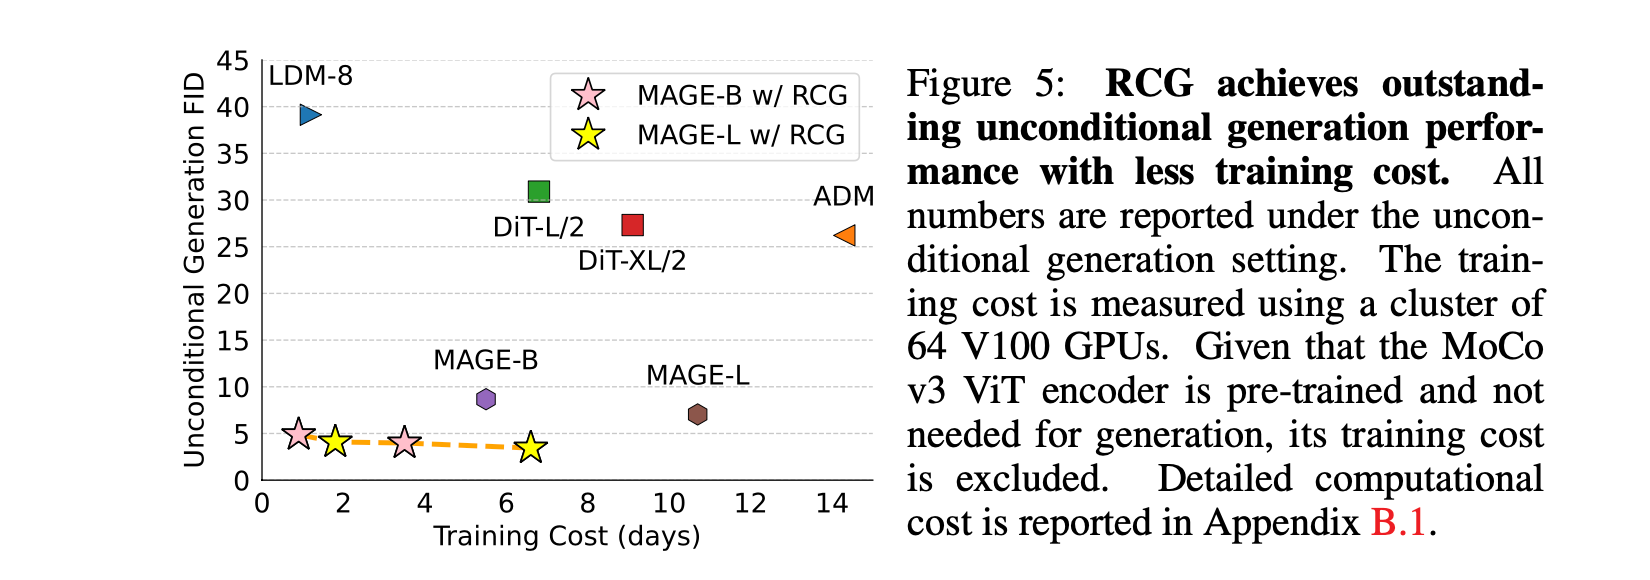 45
40
35
30
25
20
15
10
5
0
Unconditional Generation FID
LDM-8
MAGE-B w/ RCG
MAGE-L w/ RCG
ADM
DiT-L/2
DiT-XL/2
MAGE-B
MAGE-L
0 2 4 6 8 10 12 14
Training Cost (days)
Figure 5: RCG achieves outstand-
ing unconditional generation perfor-
mance with less training cost. All
numbers are reported under the uncon-
ditional generation setting. The train-
ing cost is measured using a cluster of
64 V100 GPUs. Given that the MoCo
v3 ViT encoder is pre-trained and not
needed for generation, its training cost
is excluded. Detailed computational
cost is reported in Appendix B.1.